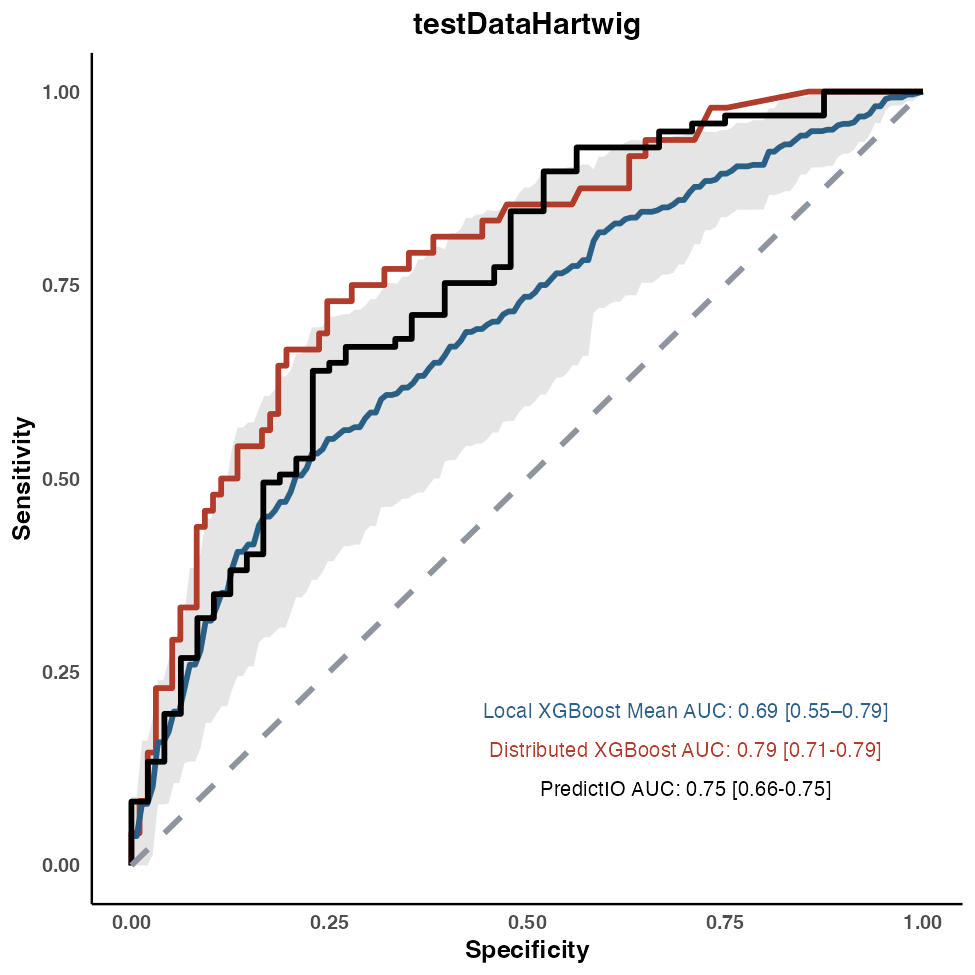 testDataHartwig
1.00
0.75
0.50
0.25
0.00
Sensitivity
Local XGBoost Mean AUC: 0.69 [0.55–0.79]
Distributed XGBoost AUC: 0.79 [0.71-0.79]
PredictIO AUC: 0.75 [0.66-0.75]
0.00 0.25 0.50 0.75 1.00
Specificity